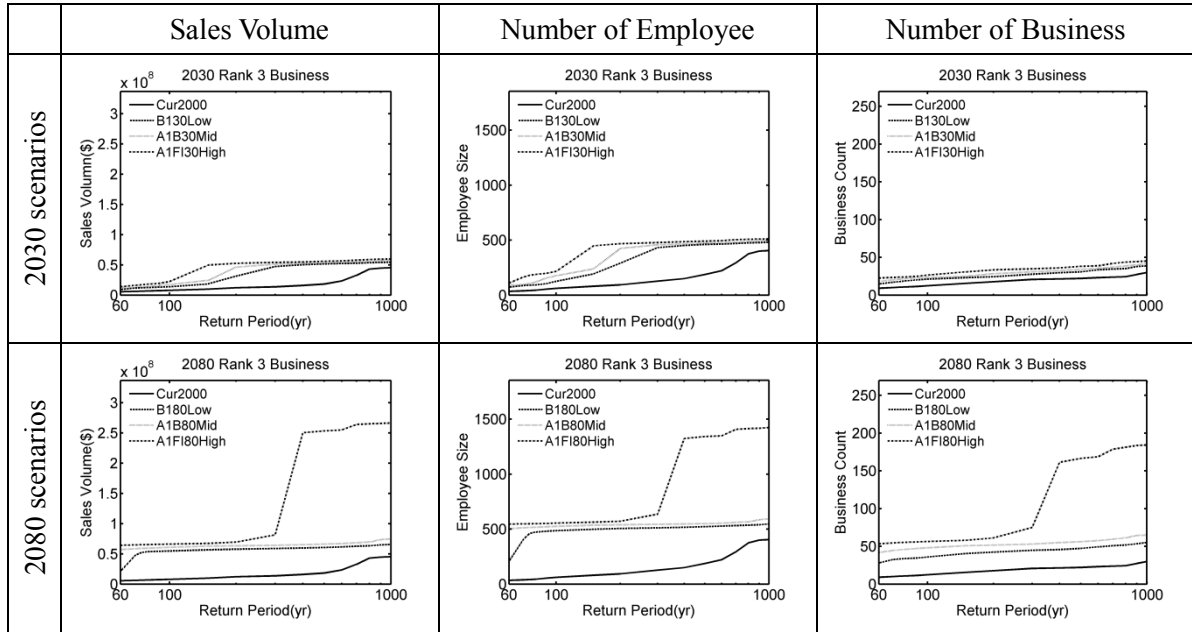 Sales Volume
Number of Employee
Number of Business
2030 scenarios
2030 Rank 3 Business
x 10⁸
Sales Volumn($)
3
2.5
2
1.5
1
0.5
0
Cur2000
B130Low
A1B30Mid
A1FI30High
60
100
1000
Return Period(yr)
2030 Rank 3 Business
Employee Size
1500
1000
500
0
Cur2000
B130Low
A1B30Mid
A1FI30High
60
100
1000
Return Period(yr)
2030 Rank 3 Business
Business Count
250
200
150
100
50
0
Cur2000
B130Low
A1B30Mid
A1FI30High
60
100
1000
Return Period(yr)
2080 scenarios
2080 Rank 3 Business
x 10⁸
Sales Volume($)
3
2.5
2
1.5
1
0.5
0
Cur2000
B180Low
A1B80Mid
A1FI80High
60
100
1000
Return Period(yr)
2080 Rank 3 Business
Employee Size
1500
1000
500
0
Cur2000
B180Low
A1B80Mid
A1FI80High
60
100
1000
Return Period(yr)
2080 Rank 3 Business
Business Count
250
200
150
100
50
0
Cur2000
B180Low
A1B80Mid
A1FI80High
60
100
1000
Return Period(yr)